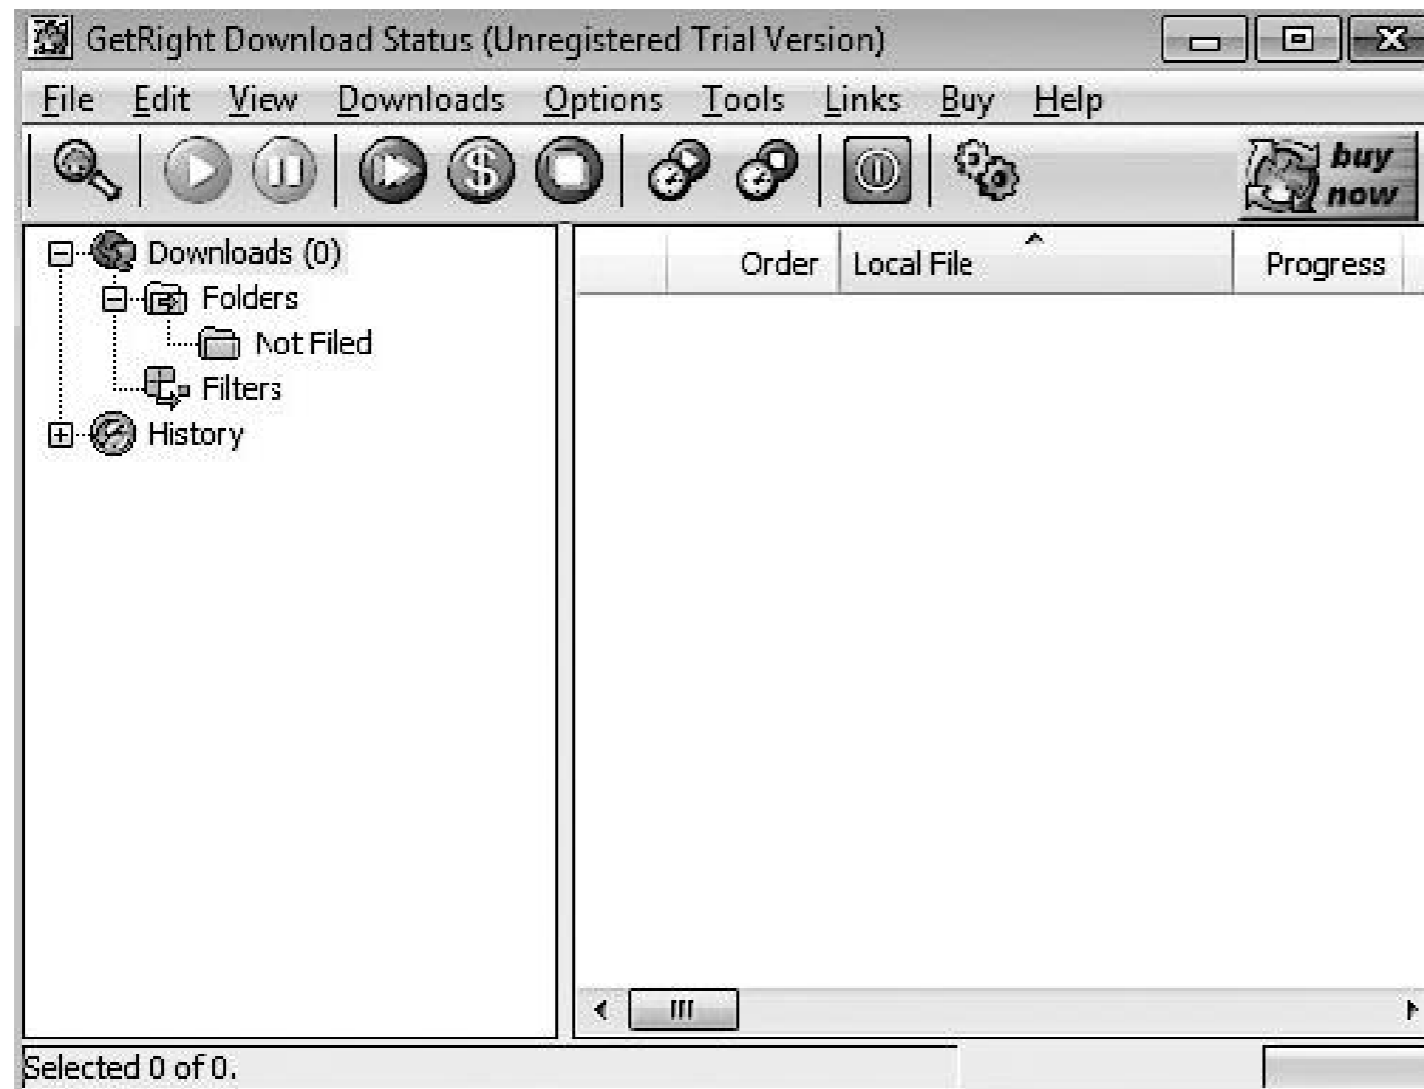 GetRight Download Status (Unregistered Trial Version)
File Edit View Downloads Options Tools Links Buy Help
buy
now
Downloads (0)
Folders
Not Filed
Filters
History
Order Local File Progress
Selected 0 of 0.